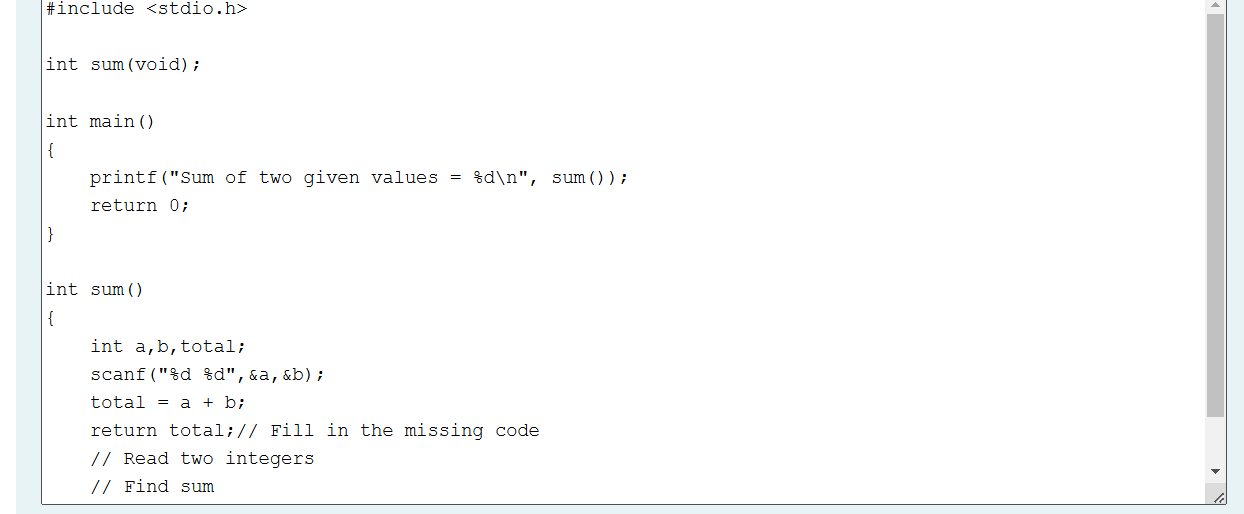 #include <stdio.h>
int sum(void);
int main()
{
printf("Sum of two given values = %d\n", sum());
return 0;
}
int sum()
{
int a,b,total;
scanf("%d %d",&a,&b);
total = a + b;
return total;// Fill in the missing code
// Read two integers
// Find sum